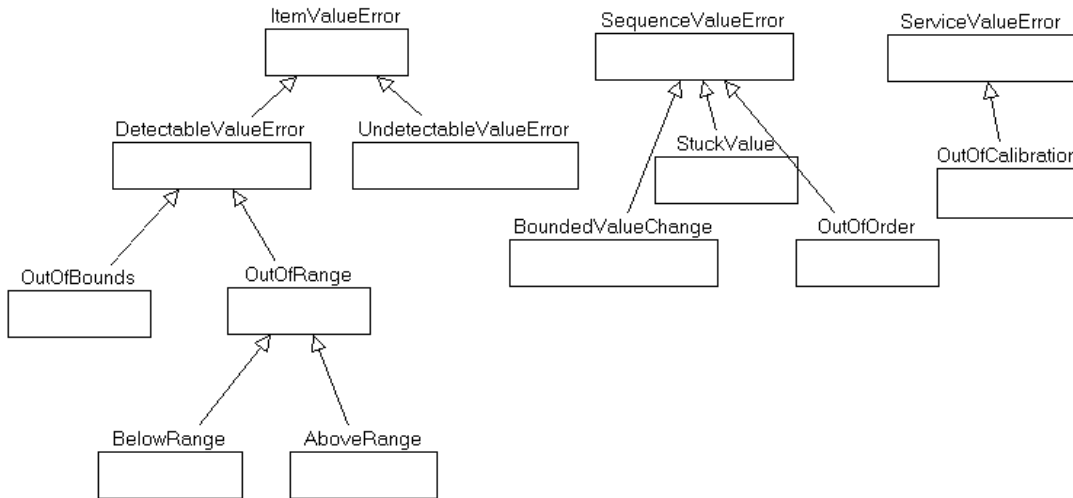 ItemValueError
SequenceValueError
ServiceValueError
DetectableValueError
UndetectableValueError
StuckValue
OutOfCalibration
BoundedValueChange
OutOfOrder
OutOfBounds
OutOfRange
BelowRange
AboveRange